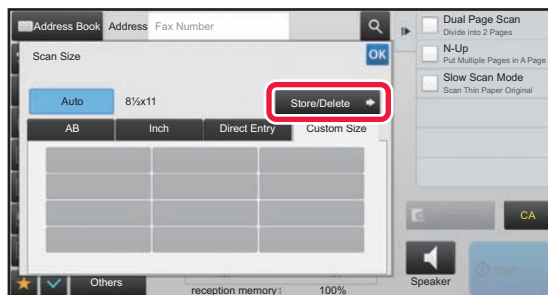 Address Book Address Fax Number
Scan Size OK
Auto 8½x11 Store/Delete
AB Inch Direct Entry Custom Size
Others
reception memory: 100%
Dual Page Scan
Divide into 2 Pages
N-Up
Put Multiple Pages in A Page
Slow Scan Mode
Scan Thin Paper Original
Preview CA
Speaker Start